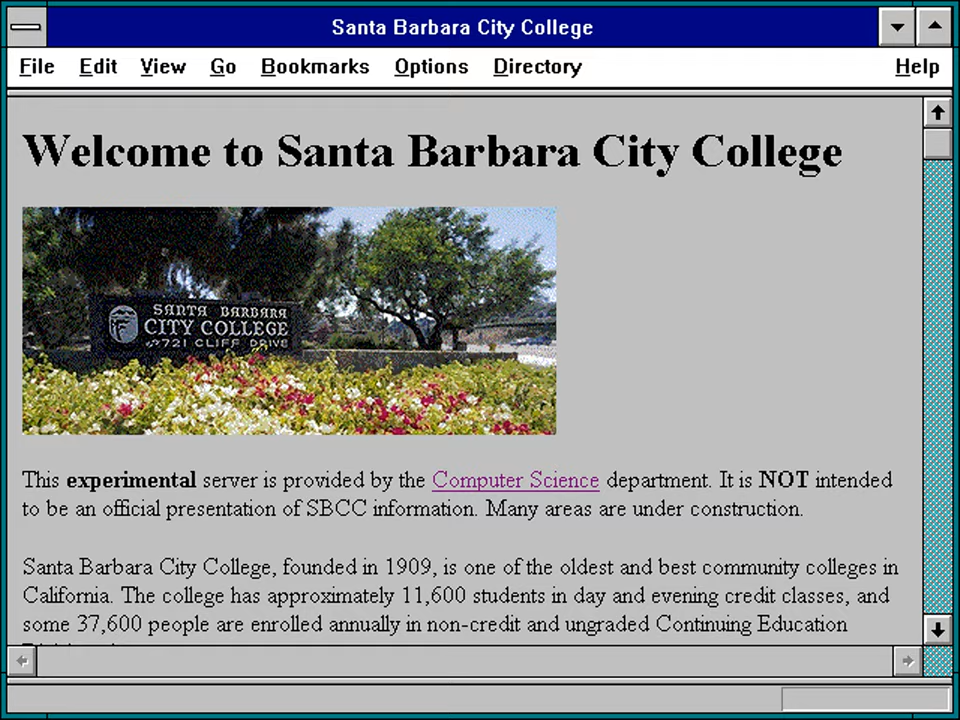 Santa Barbara City College
File Edit View Go Bookmarks Options Directory Help
Welcome to Santa Barbara City College
SANTA BARBARA
CITY COLLEGE
721 CLIFF DRIVE
This experimental server is provided by the Computer Science department. It is NOT intended
to be an official presentation of SBCC information. Many areas are under construction.
Santa Barbara City College, founded in 1909, is one of the oldest and best community colleges in
California. The college has approximately 11,600 students in day and evening credit classes, and
some 37,600 people are enrolled annually in non-credit and ungraded Continuing Education